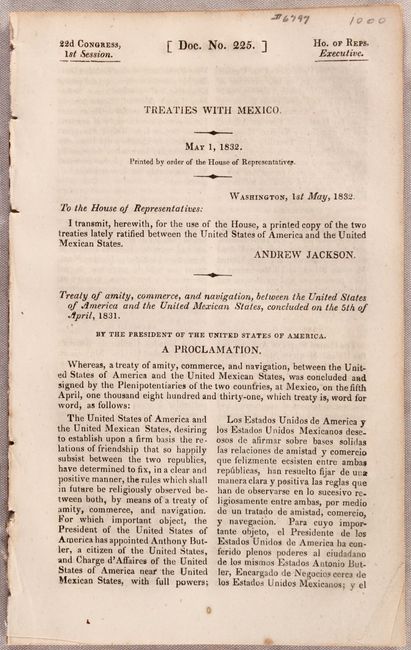 #6797 1000
22d Congress, [ Doc. No. 225. ] Ho. of Reps.
1st Session. Executive.
TREATIES WITH MEXICO.
May 1, 1832.
Printed by order of the House of Representatives.
Washington, 1st May, 1832.
To the House of Representatives:
I transmit, herewith, for the use of the House, a printed copy of the two
treaties lately ratified between the United States of America and the United
Mexican States.
ANDREW JACKSON.
Treaty of amity, commerce, and navigation, between the United States
of America and the United Mexican States, concluded on the 5th of
April, 1831.
BY THE PRESIDENT OF THE UNITED STATES OF AMERICA.
A PROCLAMATION.
Whereas, a treaty of amity, commerce, and navigation, between the Unit-
ed States of America and the United Mexican States, was concluded and
signed by the Plenipotentiaries of the two countries, at Mexico, on the fifth
April, one thousand eight hundred and thirty-one, which treaty is, word for
word, as follows:
The United States of America and
the United Mexican States, desiring
to establish upon a firm basis the re-
lations of friendship that so happily
subsist between the two republics,
have determined to fix, in a clear and
positive manner, the rules which shall
in future be religiously observed be-
tween both, by means of a treaty of
amity, commerce, and navigation.
For which important object, the
President of the United States of
America has appointed Anthony But-
ler, a citizen of the United States,
and Charge d'Affaires of the United
States of America near the United
Mexican States, with full powers;
Los Estados Unidos de America y
los Estados Unidos Mexicanos dese-
osos de afirmar sobre bases solidas
las relaciones de amistad y comercio
que felizmente ecsisten entre ambas
repúblicas, han resuelto fijar de una
manera clara y positiva las reglas que
han de observarse en lo sucesivo re-
ligiosamente entre ambas, por medio
de un tratado de amistad, comercio,
y navegacion. Para cuyo impor-
tante objeto, el Presidente de los
Estados Unidos de America ha con-
ferido plenos poderes al ciudadano
de los mismos Estados Antonio But-
ler, Encargado de Negocios cerca de
los Estados Unidos Mexicanos; y el